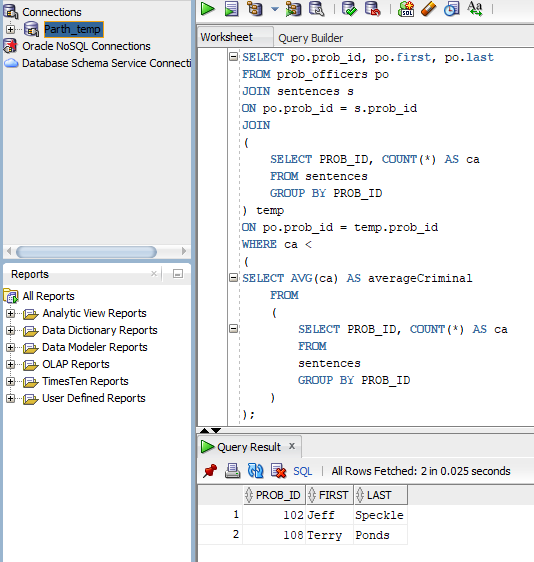 Connections
Parth_temp
Oracle NoSQL Connections
Database Schema Service Connecti
Reports
All Reports
Analytic View Reports
Data Dictionary Reports
Data Modeler Reports
OLAP Reports
TimesTen Reports
User Defined Reports
SQL
Aa
Worksheet Query Builder
SELECT po.prob_id, po.first, po.last
FROM prob_officers po
JOIN sentences s
ON po.prob_id = s.prob_id
JOIN
(
SELECT PROB_ID, COUNT(*) AS ca
FROM sentences
GROUP BY PROB_ID
) temp
ON po.prob_id = temp.prob_id
WHERE ca <
(
SELECT AVG(ca) AS averageCriminal
FROM
(
SELECT PROB_ID, COUNT(*) AS ca
FROM
sentences
GROUP BY PROB_ID
)
);
Query Result x
SQL | All Rows Fetched: 2 in 0.025 seconds
PROB_ID FIRST LAST
1 102 Jeff Speckle
2 108 Terry Ponds